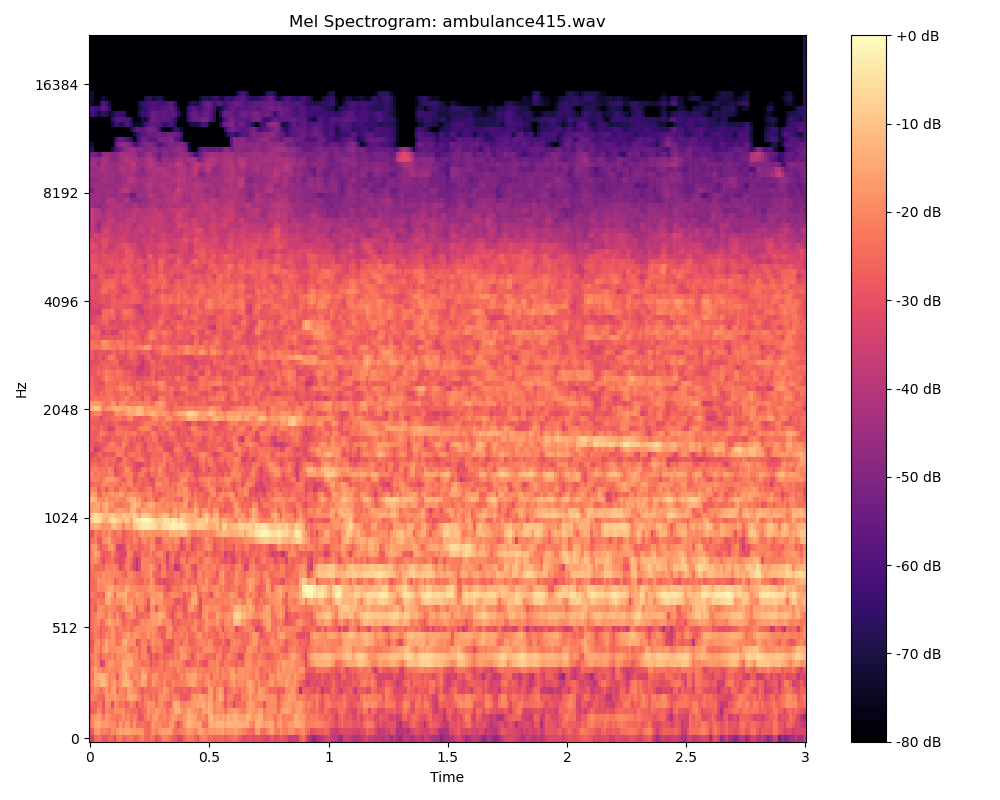 Mel Spectrogram: ambulance415.wav
+0 dB
16384
-10 dB
8192
-20 dB
4096
-30 dB
Hz
2048
-40 dB
1024
-50 dB
512
-60 dB
-70 dB
0
-80 dB
0 0.5 1 1.5 2 2.5 3
Time